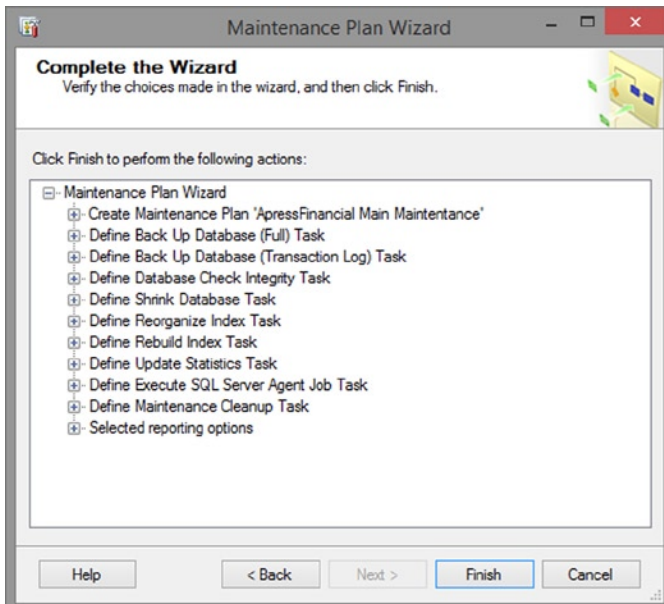 Maintenance Plan Wizard
Complete the Wizard
Verify the choices made in the wizard, and then click Finish.
Click Finish to perform the following actions:
Maintenance Plan Wizard
Create Maintenance Plan 'ApressFinancial Main Maintentance'
Define Back Up Database (Full) Task
Define Back Up Database (Transaction Log) Task
Define Database Check Integrity Task
Define Shrink Database Task
Define Reorganize Index Task
Define Rebuild Index Task
Define Update Statistics Task
Define Execute SQL Server Agent Job Task
Define Maintenance Cleanup Task
Selected reporting options
Help < Back Next > Finish Cancel